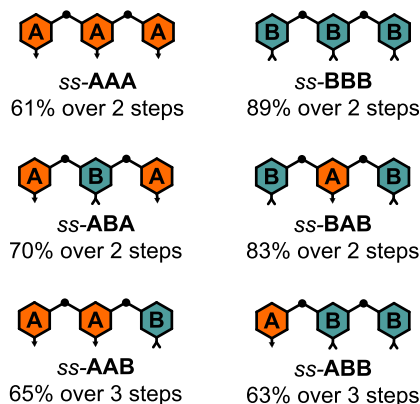 A A A
B B B
ss-AAA
ss-BBB
61% over 2 steps
89% over 2 steps
A B A
B A B
ss-ABA
ss-BAB
70% over 2 steps
83% over 2 steps
A A B
A B B
ss-AAB
ss-ABB
65% over 3 steps
63% over 3 steps